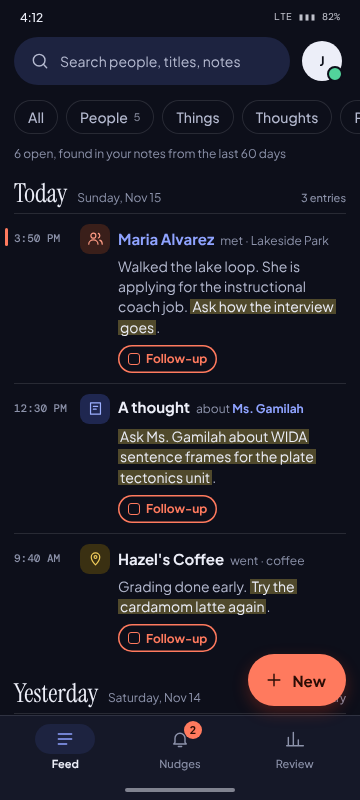 4:12 LTE 82%
Search people, titles, notes J
All People 5 Things Thoughts
6 open, found in your notes from the last 60 days
Today Sunday, Nov 15 3 entries
3:50 PM Maria Alvarez met · Lakeside Park
Walked the lake loop. She is
applying for the instructional
coach job. Ask how the interview
goes.
Follow-up
12:30 PM A thought about Ms. Gamilah
Ask Ms. Gamilah about WIDA
sentence frames for the plate
tectonics unit.
Follow-up
9:40 AM Hazel's Coffee went · coffee
Grading done early. Try the
cardamom latte again.
Follow-up
New
Yesterday Saturday, Nov 14
2
Feed Nudges Review